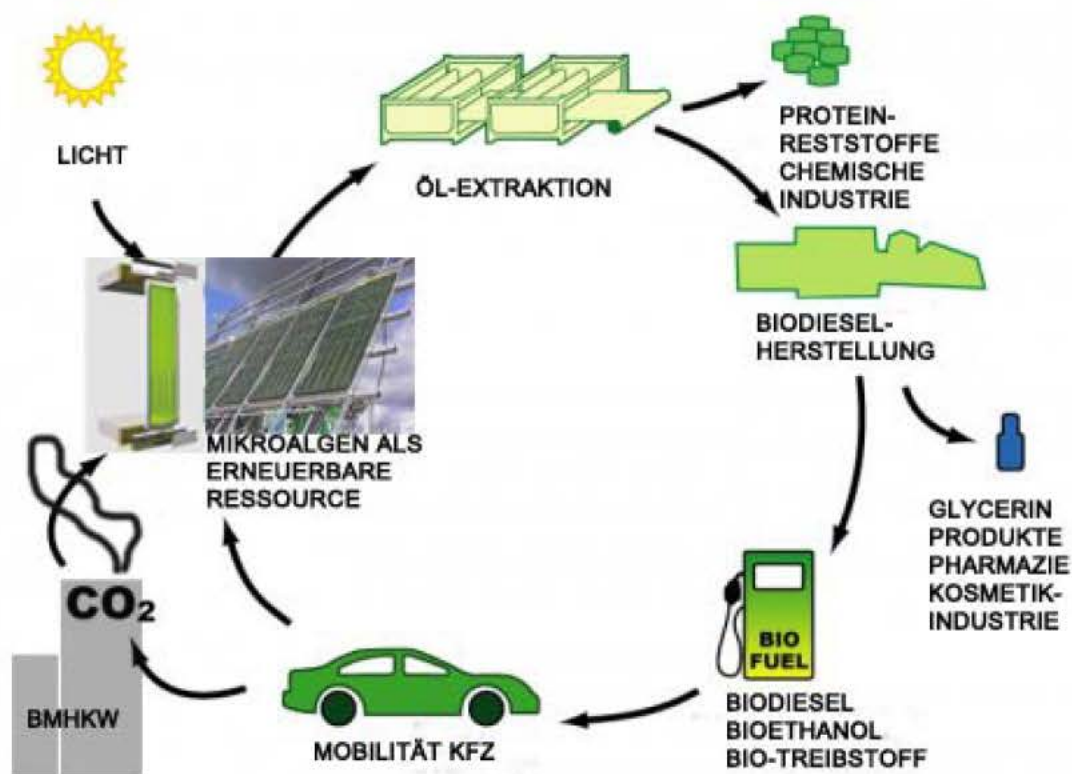 LICHT
ÖL-EXTRAKTION
PROTEIN-
RESTSTOFFE
CHEMISCHE
INDUSTRIE
BIODIESEL-
HERSTELLUNG
MIKROALGEN ALS
ERNEUERBARE
RESSOURCE
GLYCERIN
PRODUKTE
PHARMAZIE
KOSMETIK-
INDUSTRIE
CO₂
BMHKW
MOBILITÄT KFZ
BIO
FUEL
BIODIESEL
BIOETHANOL
BIO-TREIBSTOFF